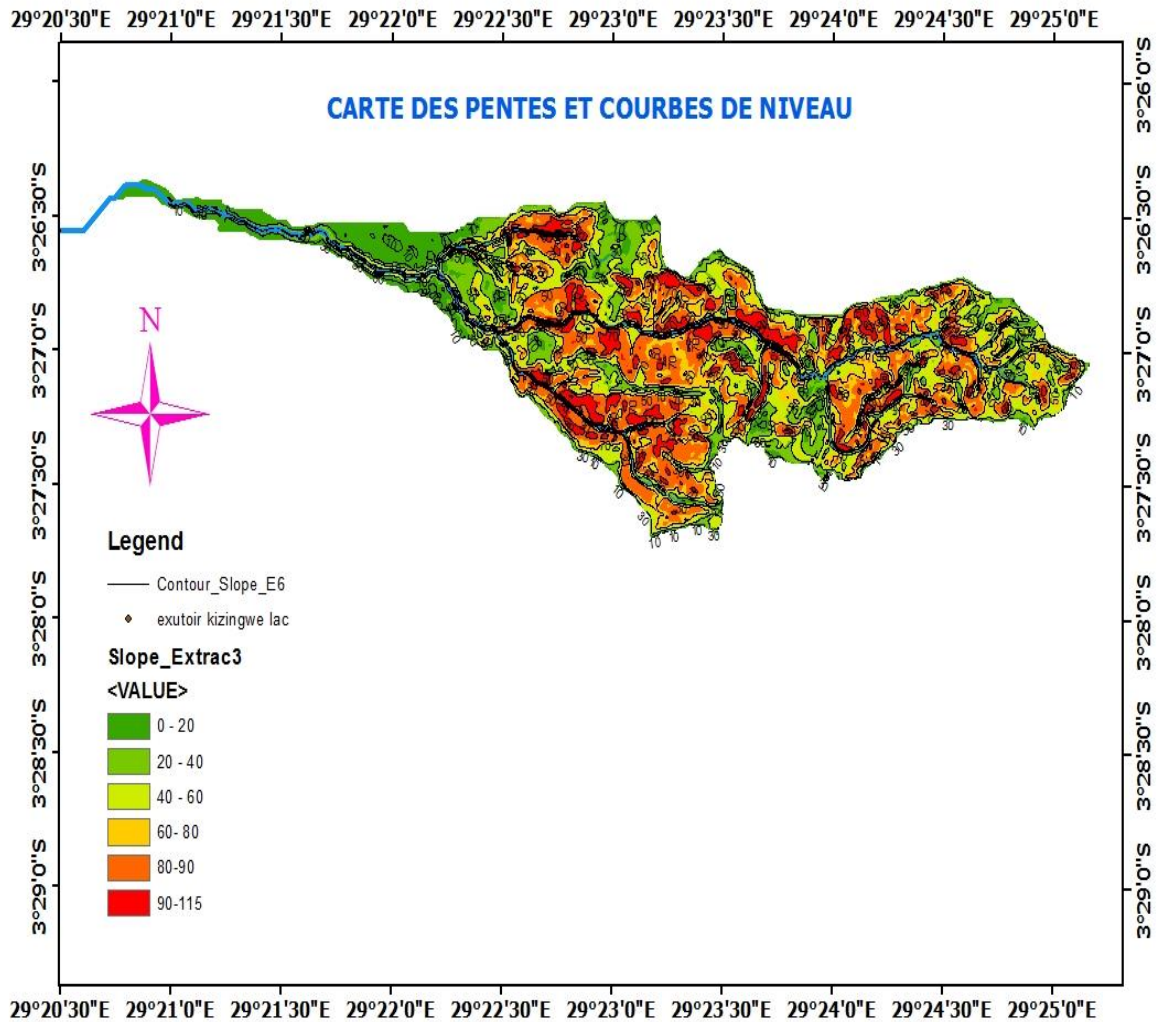 29°20'30"E 29°21'0"E 29°21'30"E 29°22'0"E 29°22'30"E 29°23'0"E 29°23'30"E 29°24'0"E 29°24'30"E 29°25'0"E
CARTE DES PENTES ET COURBES DE NIVEAU
3°26'0"S
3°26'30"S
3°26'30"S
3°27'0"S
3°27'0"S
3°27'30"S
3°27'30"S
3°28'0"S
3°28'0"S
3°28'30"S
3°28'30"S
3°29'0"S
3°29'0"S
N
Legend
Contour_Slope_E6
exutoir kizingwe lac
Slope_Extrac3
<VALUE>
0 - 20
20 - 40
40 - 60
60- 80
80-90
90-115
29°20'30"E 29°21'0"E 29°21'30"E 29°22'0"E 29°22'30"E 29°23'0"E 29°23'30"E 29°24'0"E 29°24'30"E 29°25'0"E